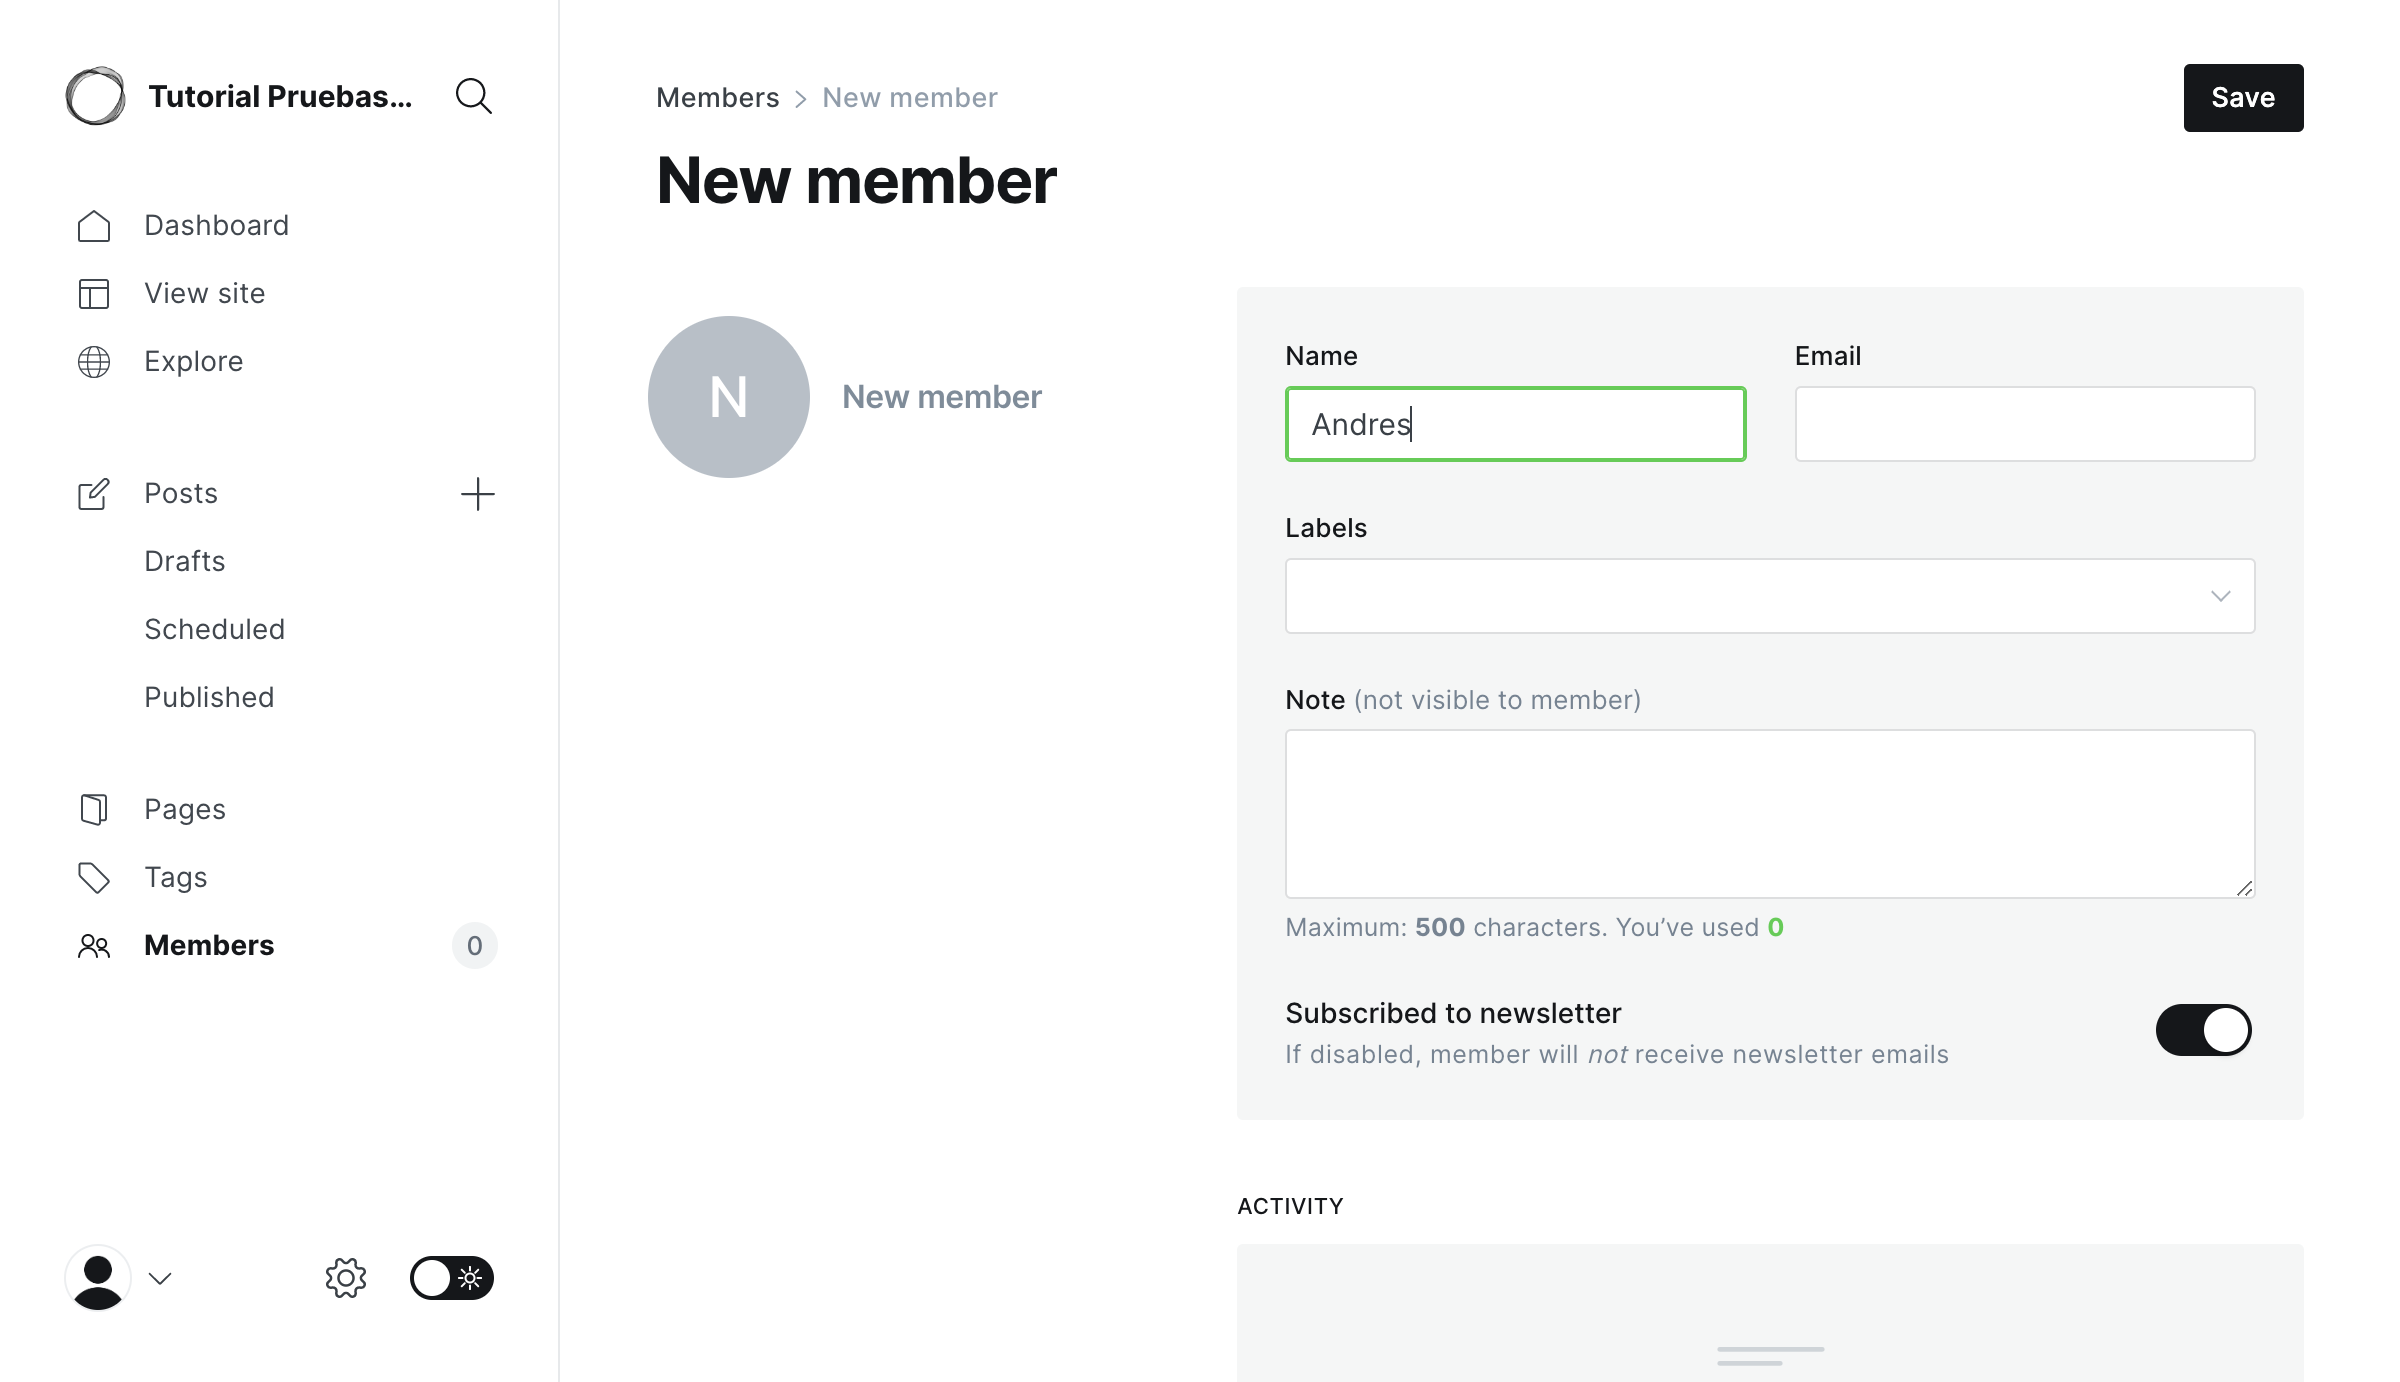 Tutorial Pruebas...
Dashboard
View site
Explore
Posts
Drafts
Scheduled
Published
Pages
Tags
Members
0
Members > New member
Save
New member
N
New member
Name
Email
Andres
Labels
Note (not visible to member)
Maximum: 500 characters. You’ve used 0
Subscribed to newsletter
If disabled, member will not receive newsletter emails
ACTIVITY